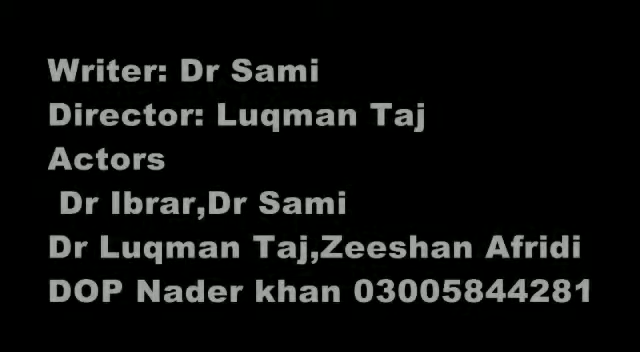 Writer: Dr Sami
Director: Luqman Taj
Actors
Dr Ibrar,Dr Sami
Dr Luqman Taj,Zeeshan Afridi
DOP Nader khan 03005844281